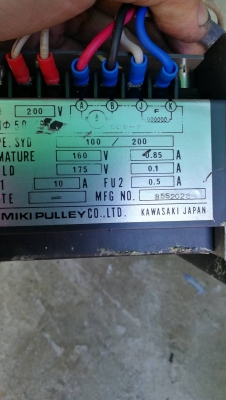 A B J K
200 V
F
PE. SYD 100 / 200
MATURE 160 V 0.85 A
LD 175 V 0.1 A
10 A FU2 0.5 A
TE — MFG NO.
MIKI PULLEY CO.,LTD. KAWASAKI JAPAN